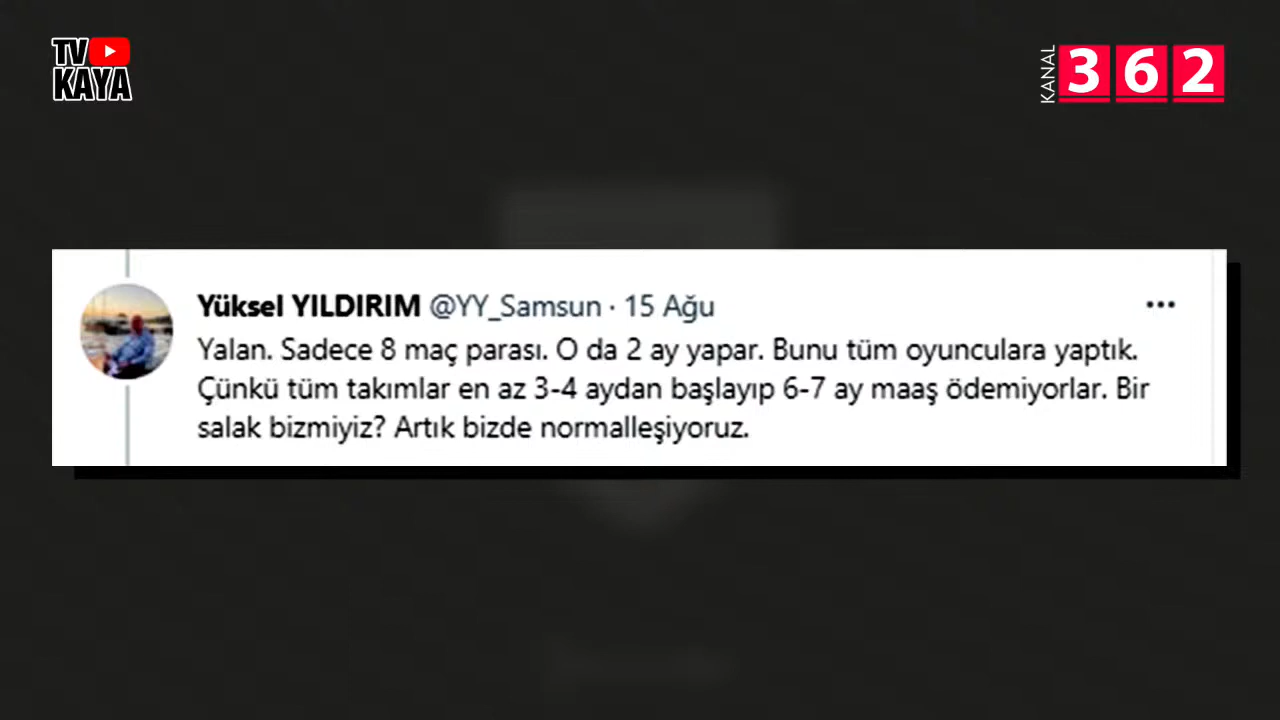 TV
KAYA
KANAL
362
Yüksel YILDIRIM @YY_Samsun · 15 Ağu
Yalan. Sadece 8 maç parası. O da 2 ay yapar. Bunu tüm oyunculara yaptık.
Çünkü tüm takımlar en az 3-4 aydan başlayıp 6-7 ay maaş ödemiyorlar. Bir
salak bizmiyiz? Artık bizde normalleşiyoruz.